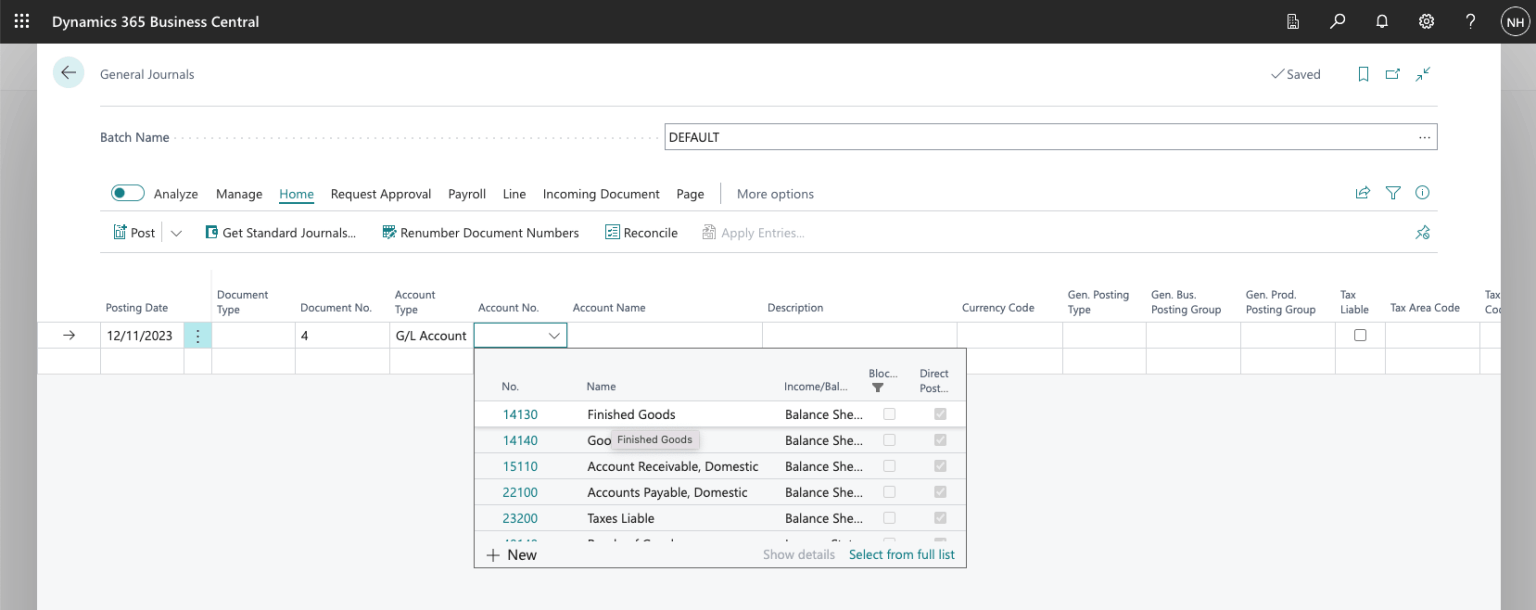 Dynamics 365 Business Central
NH
General Journals
Saved
Batch Name
DEFAULT
Analyze Manage Home Request Approval Payroll Line Incoming Document Page More options
Post Get Standard Journals... Renumber Document Numbers Reconcile Apply Entries...
Posting Date Document Type Document No. Account Type Account No. Account Name Description Currency Code Gen. Posting Type Gen. Bus. Posting Group Gen. Prod. Posting Group Tax Liable Tax Area Code Tax
12/11/2023 4 G/L Account
No. Name Income/Bal... Bloc... Direct Post...
14130 Finished Goods Balance She...
14140 Goo Balance She...
Finished Goods
15110 Account Receivable, Domestic Balance She...
22100 Accounts Payable, Domestic Balance She...
23200 Taxes Liable Balance She...
New Show details Select from full list